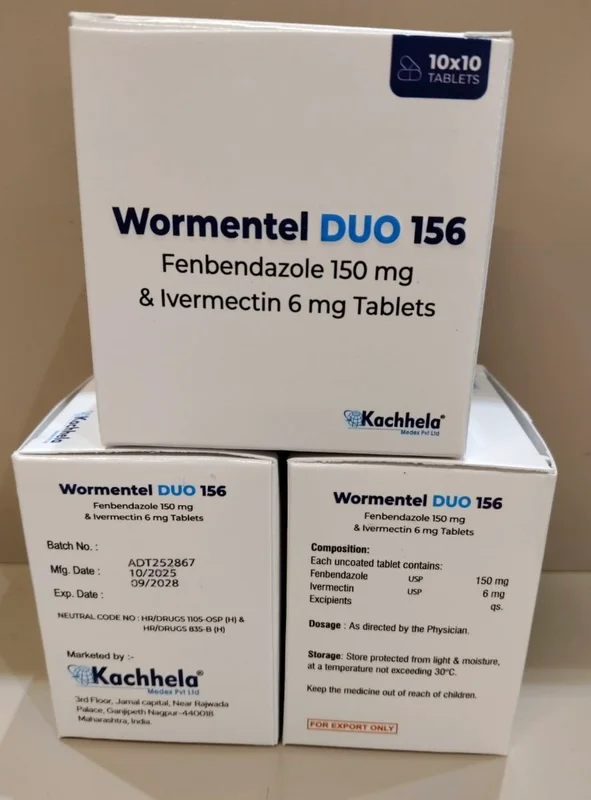 10x10
TABLETS
Wormentel DUO 156
Fenbendazole 150 mg
& Ivermectin 6 mg Tablets
Kachhela®
Medex Pvt Ltd
Wormentel DUO 156
Fenbendazole 150 mg
& Ivermectin 6 mg Tablets
Batch No. :
ADT252867
Mfg. Date : 10/2025
09/2028
Exp. Date :
NEUTRAL CODE NO : HR/DRUGS 1105-OSP (H) &
HR/DRUGS 835-B (H)
Marketed by :-
Kachhela®
Medex Pvt Ltd
3rd Floor, Jamal capital, Near Rajwada
Palace, Ganjipeth Nagpur-440018
Maharashtra, India.
Wormentel DUO 156
Fenbendazole 150 mg
& Ivermectin 6 mg Tablets
Composition:
Each uncoated tablet contains:
Fenbendazole USP 150 mg
Ivermectin USP 6 mg
Excipients qs.
Dosage : As directed by the Physician.
Storage: Store protected from light & moisture,
at a temperature not exceeding 30°C.
Keep the medicine out of reach of children.
FOR EXPORT ONLY